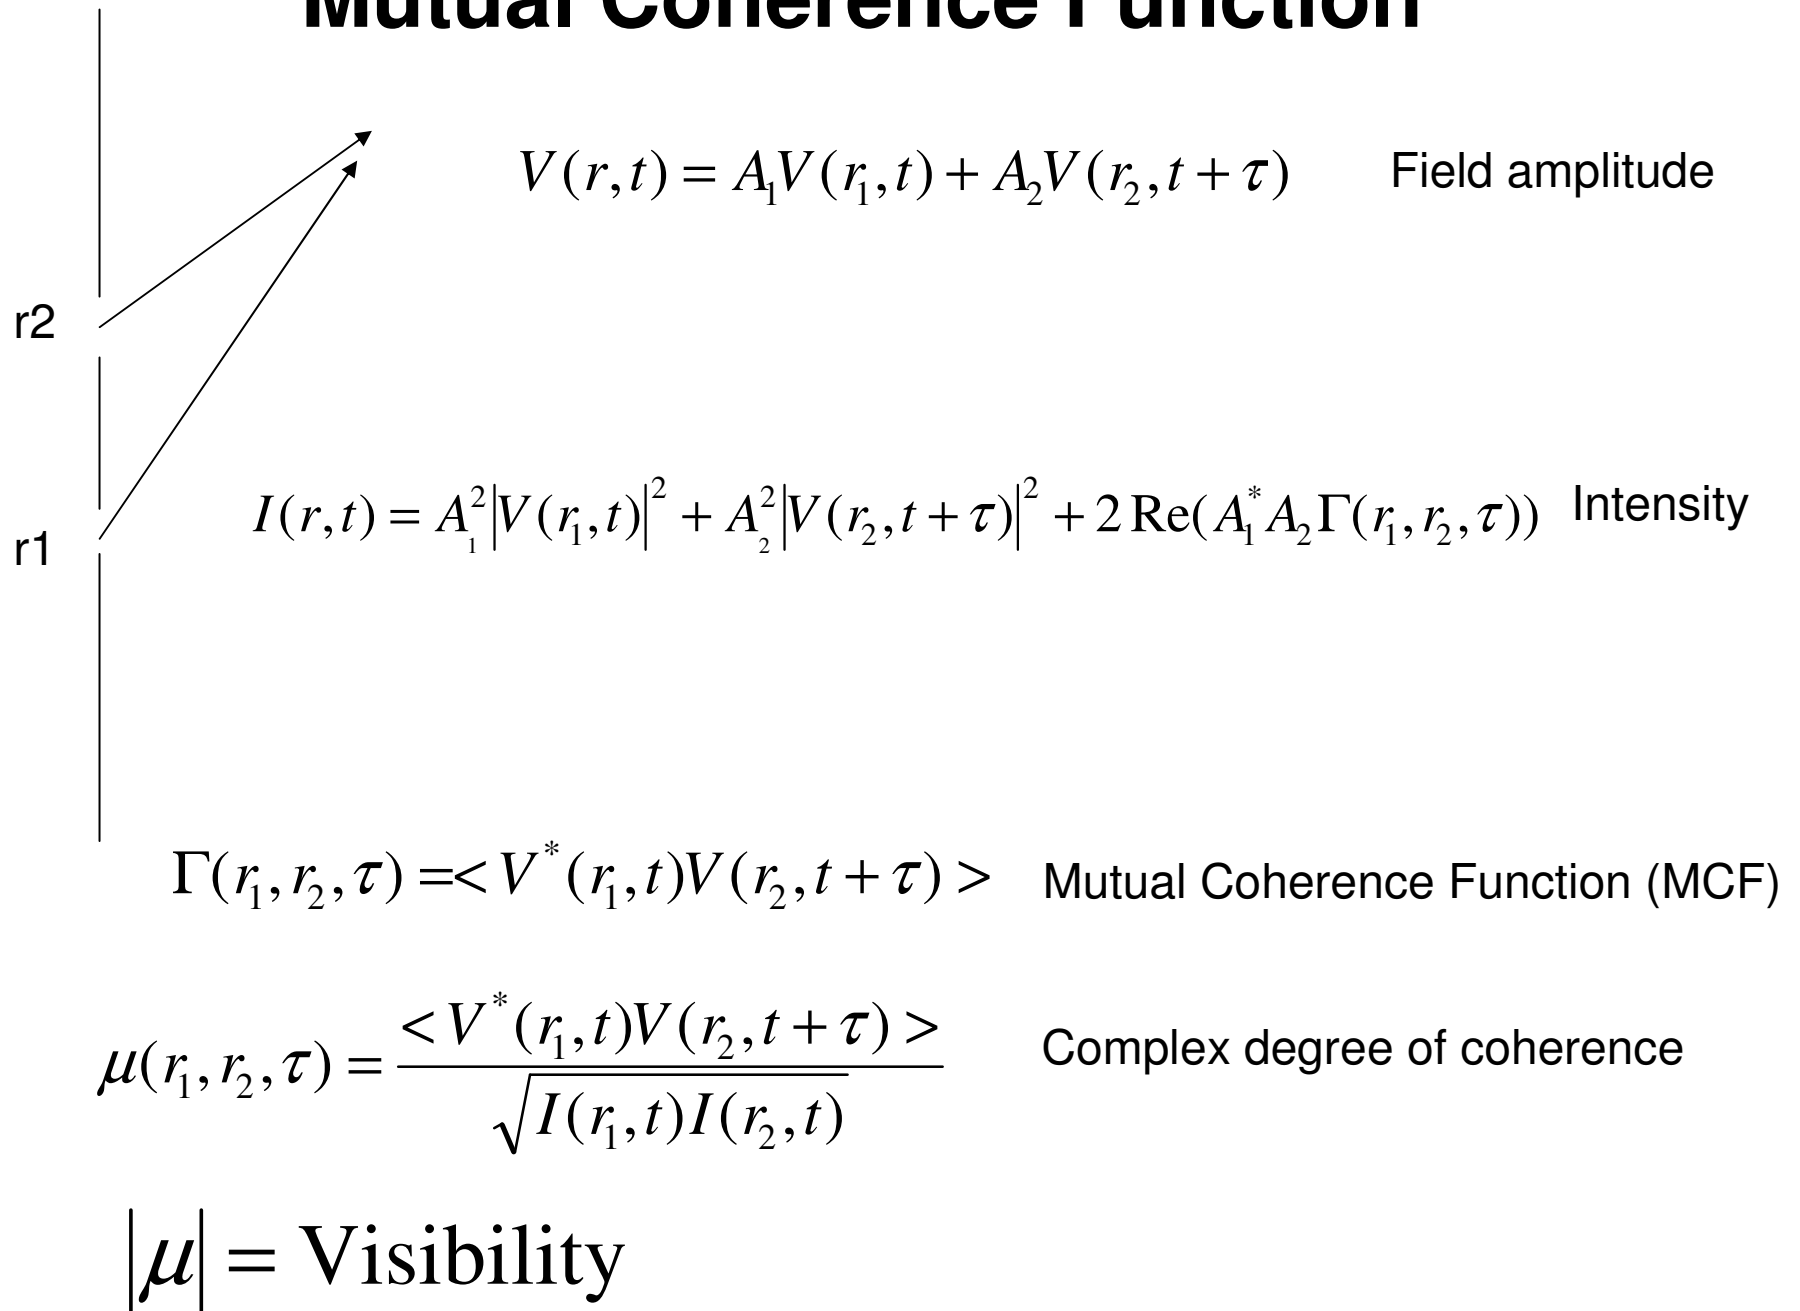 Mutual Coherence Function
V(r,t) = A₁V(r₁,t) + A₂V(r₂,t + τ) Field amplitude
r2
I(r,t) = A₁²|V(r₁,t)|² + A₂²|V(r₂,t + τ)|² + 2 Re(A₁*A₂Γ(r₁,r₂,τ)) Intensity
r1
Γ(r₁,r₂,τ) =< V*(r₁,t)V(r₂,t + τ) > Mutual Coherence Function (MCF)
μ(r₁,r₂,τ) = < V*(r₁,t)V(r₂,t + τ) > / √(I(r₁,t)I(r₂,t)) Complex degree of coherence
|μ| = Visibility